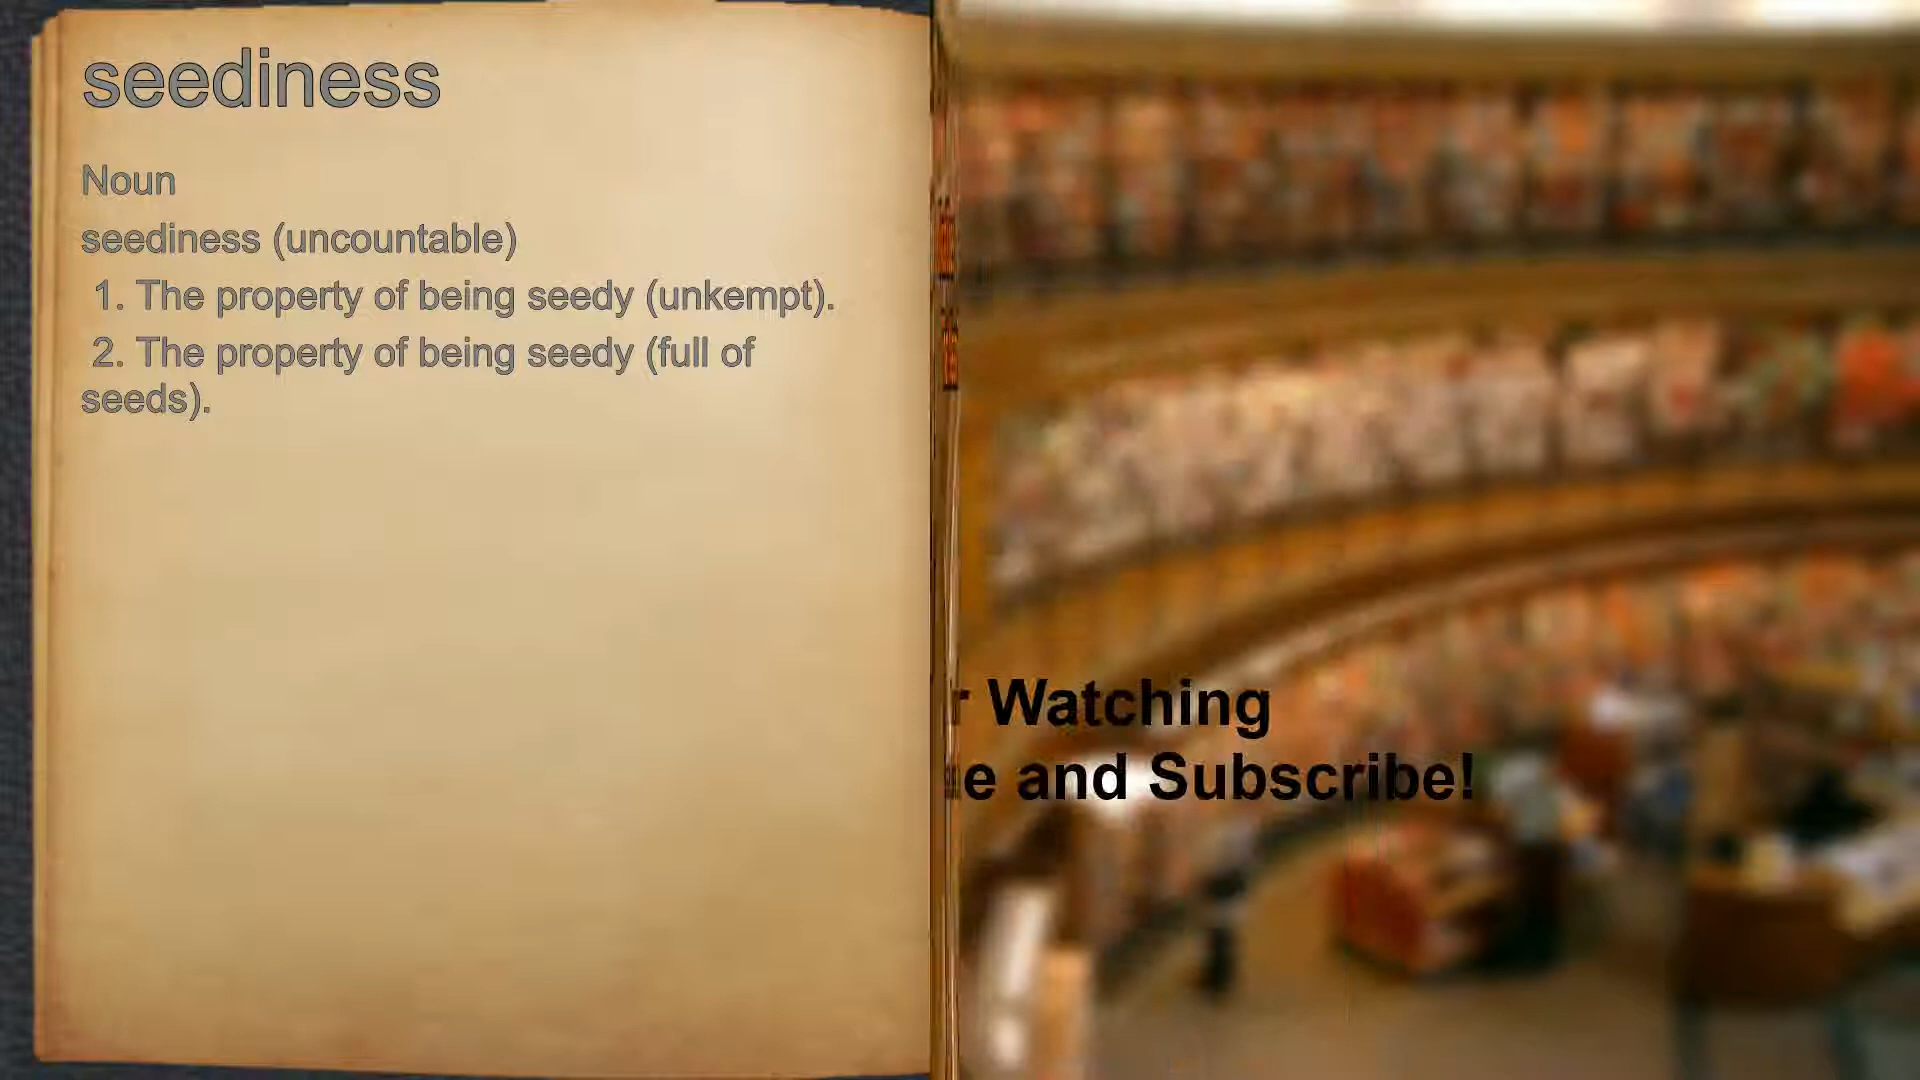 seediness
Noun
seediness (uncountable)
1. The property of being seedy (unkempt).
2. The property of being seedy (full of
seeds).
Watching
and Subscribe!